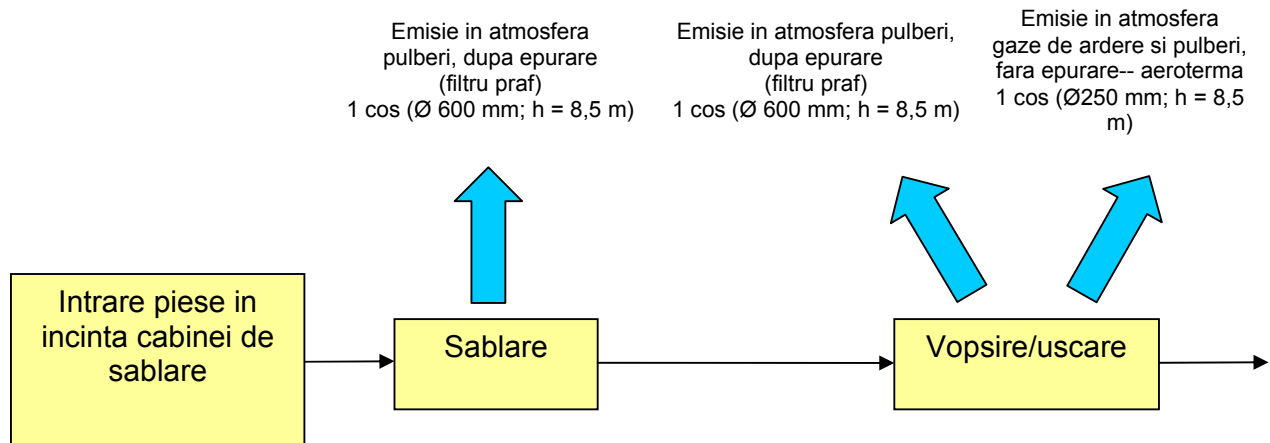 Emisie in atmosfera
pulberi, dupa epurare
(filtru praf)
1 cos (Ø 600 mm; h = 8,5 m)
Emisie in atmosfera pulberi,
dupa epurare
(filtru praf)
1 cos (Ø 600 mm; h = 8,5 m)
Emisie in atmosfera
gaze de ardere si pulberi,
fara epurare-- aeroterma
1 cos (Ø250 mm; h = 8,5
m)
Intrare piese in
incinta cabinei de
sablare
Sablare
Vopsire/uscare